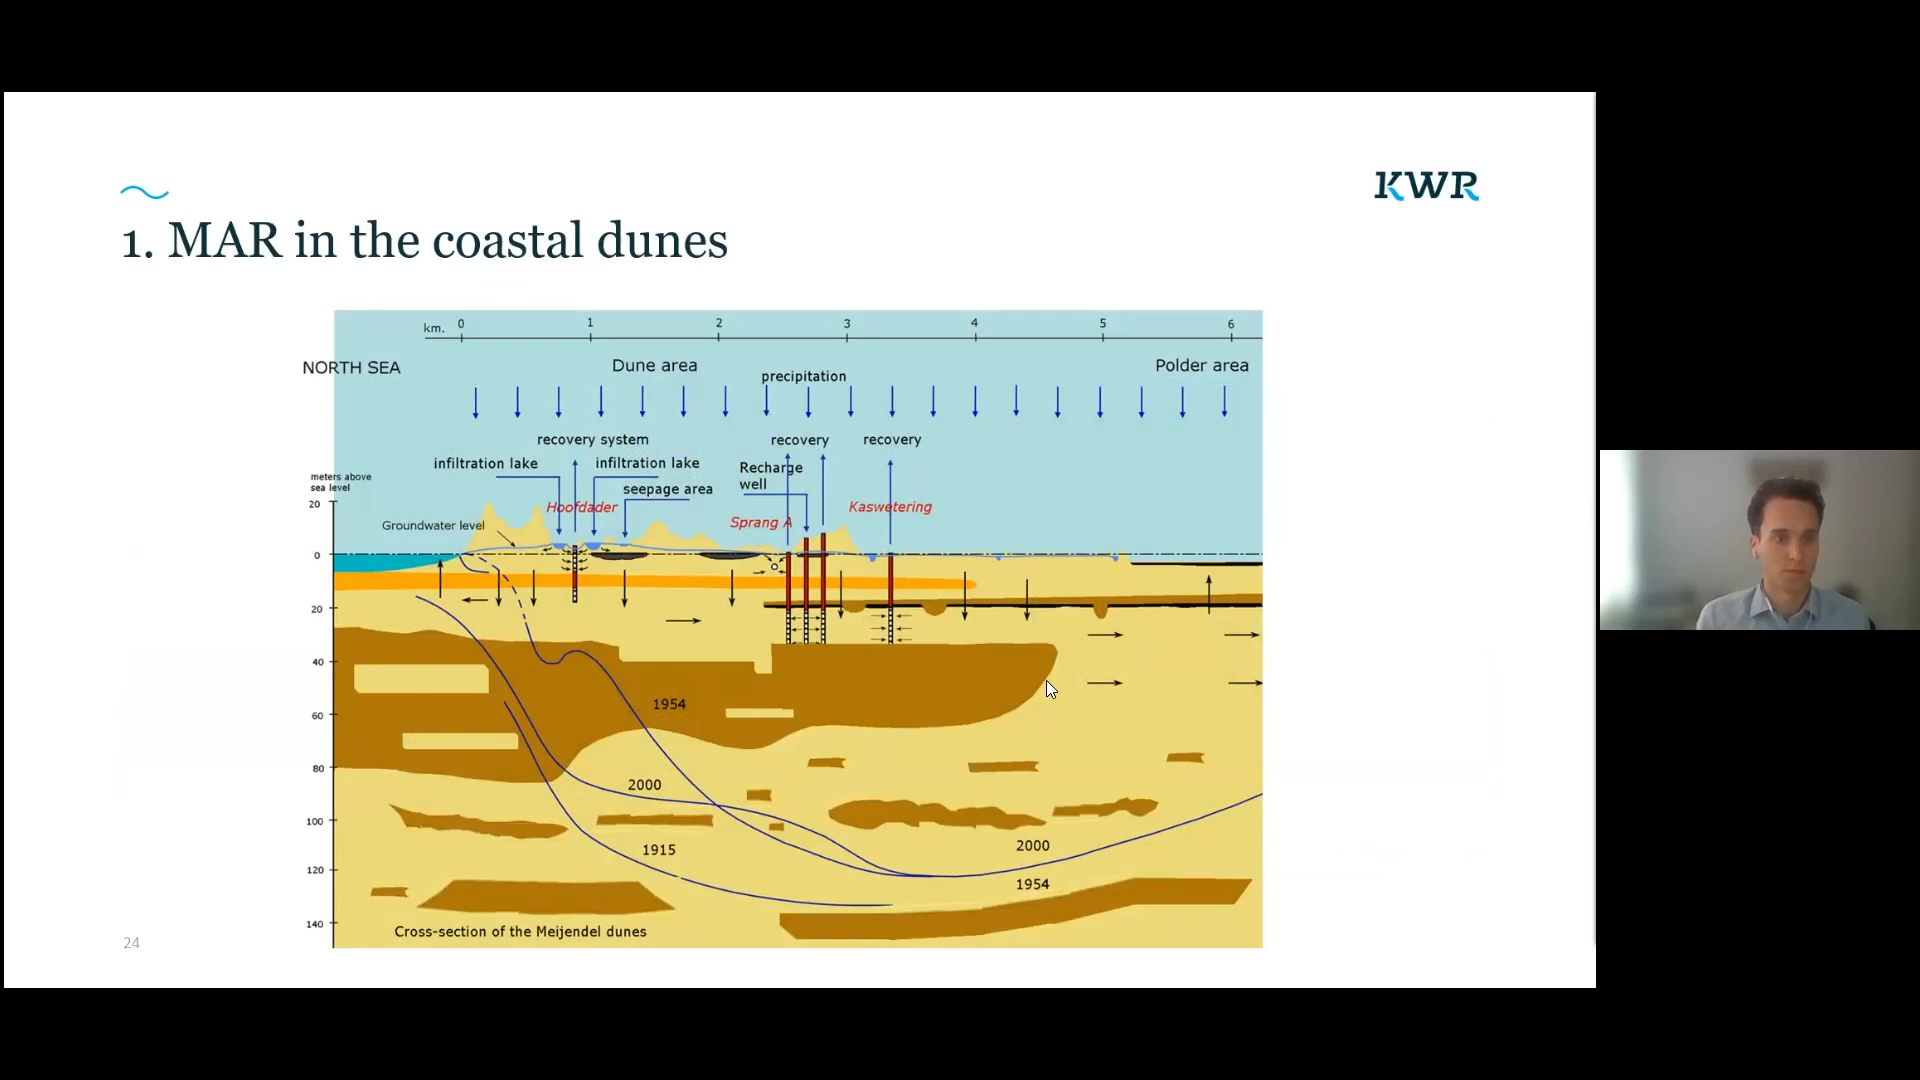 KWR
1. MAR in the coastal dunes
km. 0 1 2 3 4 5 6
NORTH SEA
Dune area
Polder area
precipitation
recovery system
recovery
recovery
infiltration lake
infiltration lake
Recharge
well
meters above
sea level
seepage area
20
Hoofdader
Kaswetering
Sprang A
Groundwater level
0
20
40
60
1954
80
2000
100
1915
2000
120
1954
140
Cross-section of the Meijendel dunes
24